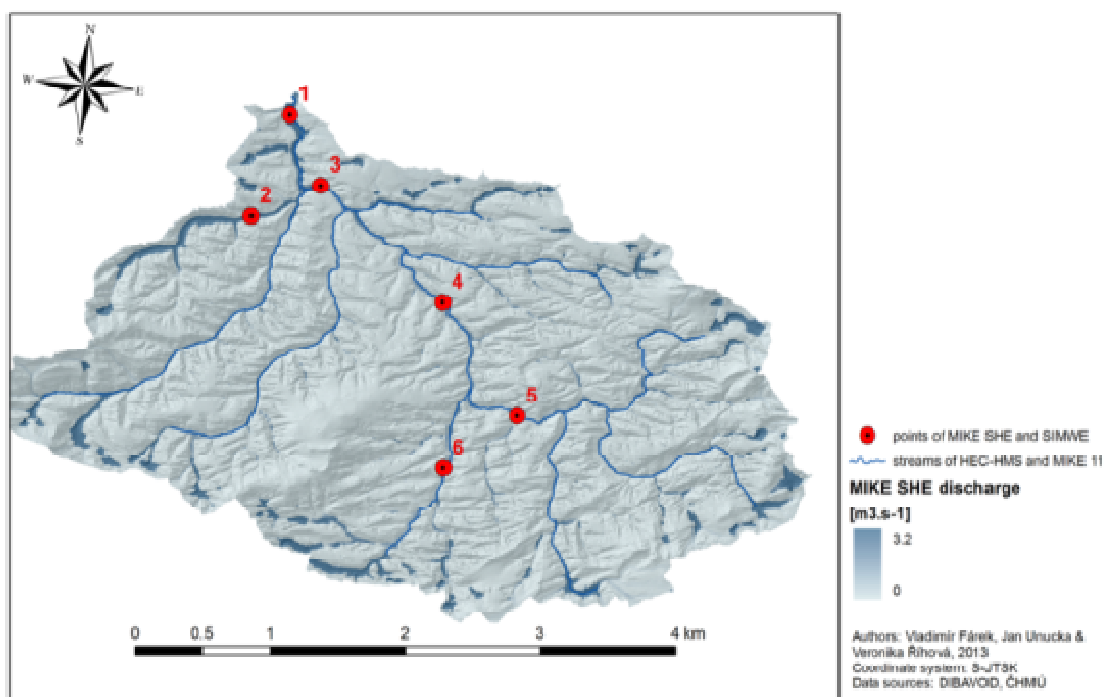 N
W E
S
1
3
2
4
5
6
0 0.5 1 2 3 4 km
points of MIKE SHE and SIMWE
streams of HEC-HMS and MIKE 11
MIKE SHE discharge
[m3.s-1]
3.2
0
Authors: Vladimír Fárek, Jan Unucka &
Veronika Říhová, 2013
Coordinate system: S-JTSK
Data sources: DIBAVOD, ČHMÚ